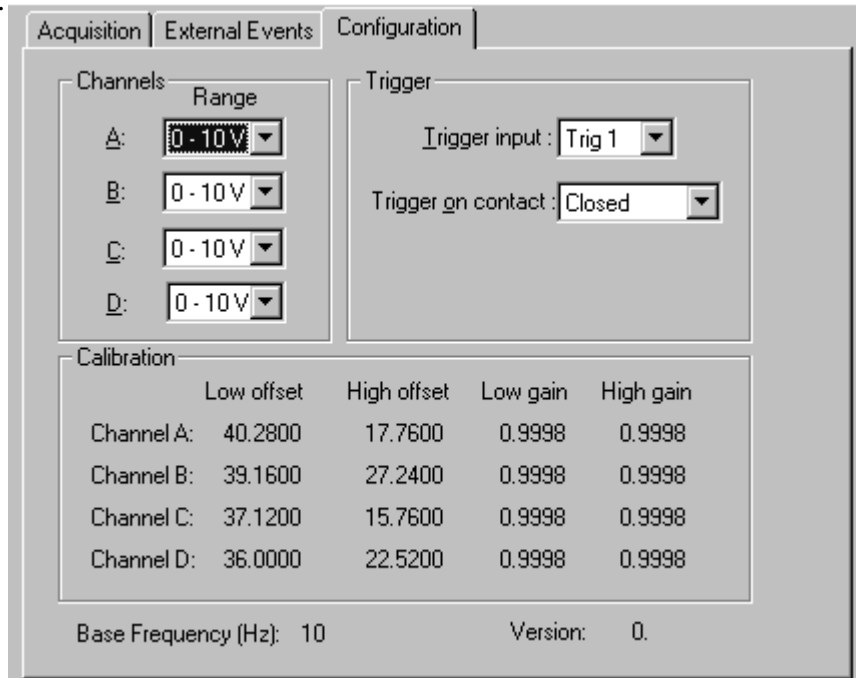 Acquisition External Events Configuration
Channels
Range
A: 0 - 10 V
B: 0 - 10 V
C: 0 - 10 V
D: 0 - 10 V
Trigger
Trigger input : Trig 1
Trigger on contact : Closed
Calibration
Low offset High offset Low gain High gain
Channel A: 40.2800 17.7600 0.9998 0.9998
Channel B: 39.1600 27.2400 0.9998 0.9998
Channel C: 37.1200 15.7600 0.9998 0.9998
Channel D: 36.0000 22.5200 0.9998 0.9998
Base Frequency (Hz): 10 Version: 0.